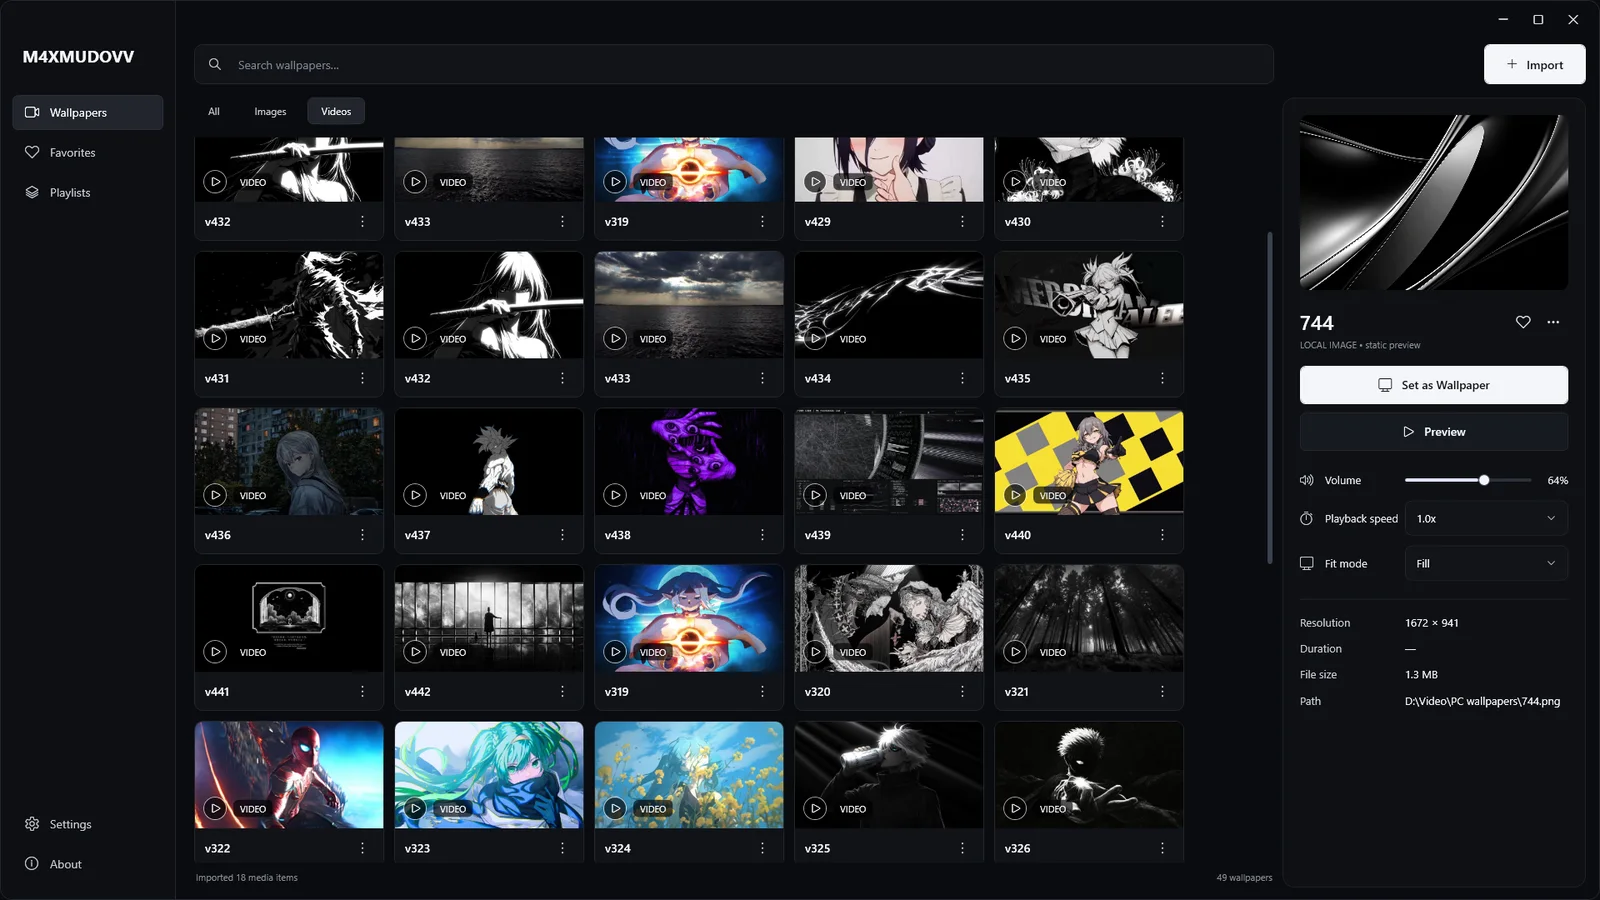 M4XMUDOVV
Wallpapers
Favorites
Playlists
Settings
About
Search wallpapers...
Import
All
Images
Videos
VIDEO
VIDEO
VIDEO
VIDEO
VIDEO
v432
v433
v319
v429
v430
VIDEO
VIDEO
VIDEO
VIDEO
VIDEO
v431
v432
v433
v434
v435
VIDEO
VIDEO
VIDEO
VIDEO
VIDEO
v436
v437
v438
v439
v440
VIDEO
VIDEO
VIDEO
VIDEO
VIDEO
v441
v442
v319
v320
v321
VIDEO
VIDEO
VIDEO
VIDEO
VIDEO
v322
v323
v324
v325
v326
Imported 18 media items
49 wallpapers
744
LOCAL IMAGE • static preview
Set as Wallpaper
Preview
Volume 64%
Playback speed 1.0x
Fit mode Fill
Resolution 1672 × 941
Duration —
File size 1.3 MB
Path D:\Video\PC wallpapers\744.png